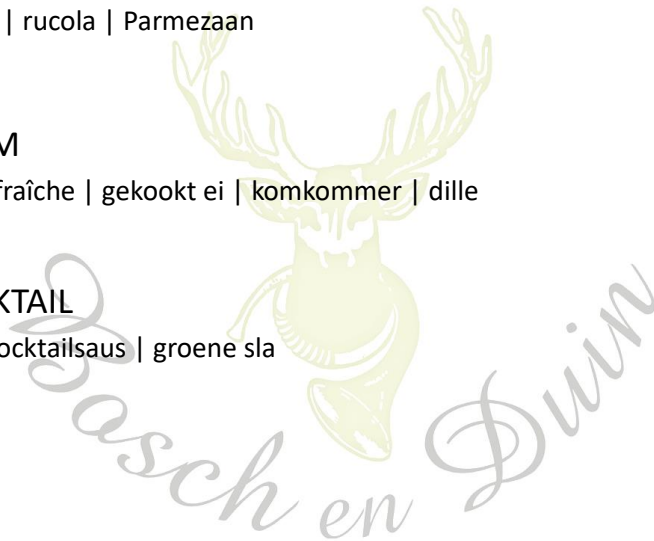 | rucola | Parmezaan
M
fraîche | gekookt ei | komkommer | dille
KTAIL
ocktailsaus | groene sla
Bosch en Duin